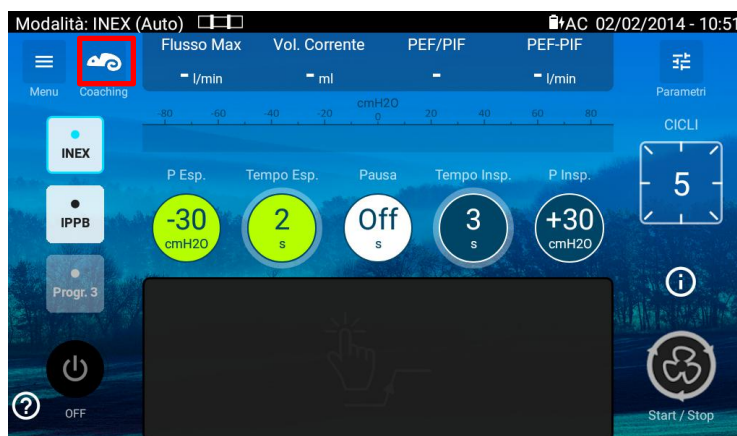 Modalità: INEX (Auto)
AC 02/02/2014 - 10:51
Menu
Coaching
Flusso Max
- l/min
Vol. Corrente
- ml
PEF/PIF
-
PEF-PIF
- l/min
Parametri
cmH2O
-80 -60 -40 -20 0 20 40 60 80
CICLI
5
INEX
IPPB
Progr. 3
P Esp.
-30
cmH2O
Tempo Esp.
2
s
Pausa
Off
s
Tempo Insp.
3
s
P Insp.
+30
cmH2O
i
?
OFF
Start / Stop